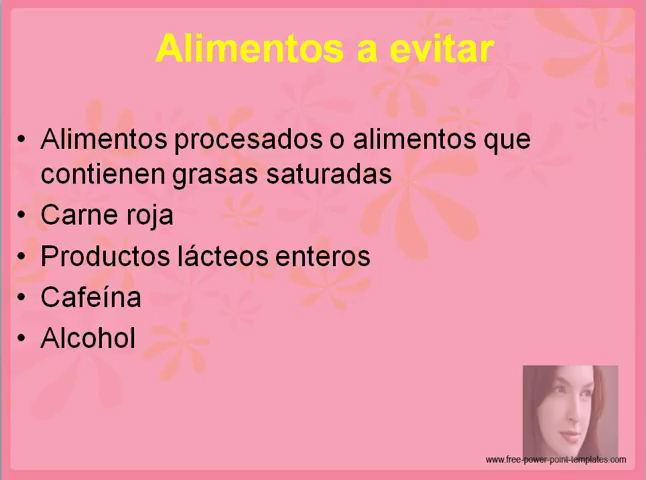 Alimentos a evitar
• Alimentos procesados o alimentos que
contienen grasas saturadas
• Carne roja
• Productos lácteos enteros
• Cafeína
• Alcohol
www.free-power-point-templates.com